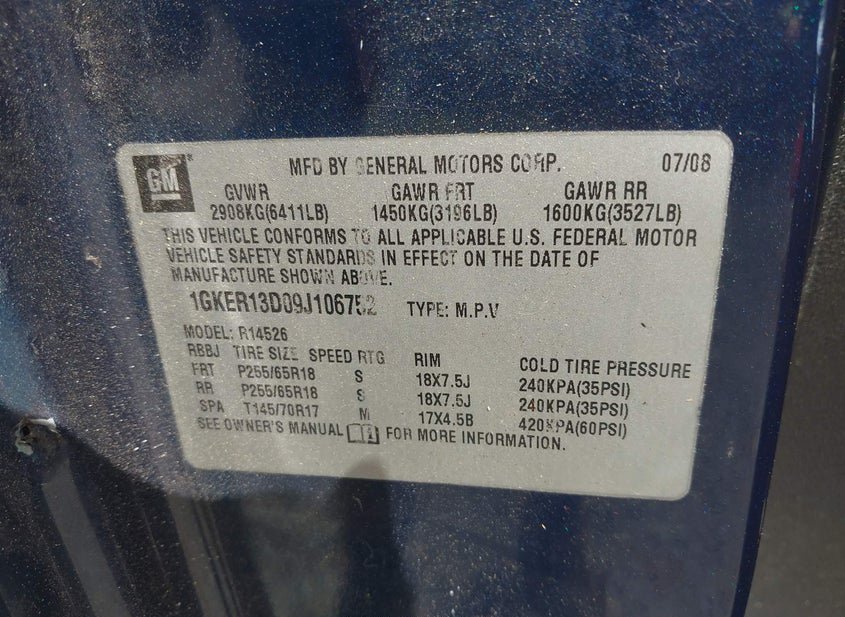 GM MFD BY GENERAL MOTORS CORP. 07/08
GVWR GAWR FRT GAWR RR
2908KG(6411LB) 1450KG(3196LB) 1600KG(3527LB)
THIS VEHICLE CONFORMS TO ALL APPLICABLE U.S. FEDERAL MOTOR
VEHICLE SAFETY STANDARDS IN EFFECT ON THE DATE OF
MANUFACTURE SHOWN ABOVE.
1GKER13D09J106752 TYPE: M.P.V
MODEL: R14526
RBBJ TIRE SIZE SPEED RTG RIM COLD TIRE PRESSURE
FRT P255/65R18 S 18X7.5J 240KPA(35PSI)
RR P255/65R18 S 18X7.5J 240KPA(35PSI)
SPA T145/70R17 M 17X4.5B 420KPA(60PSI)
SEE OWNER'S MANUAL FOR MORE INFORMATION.